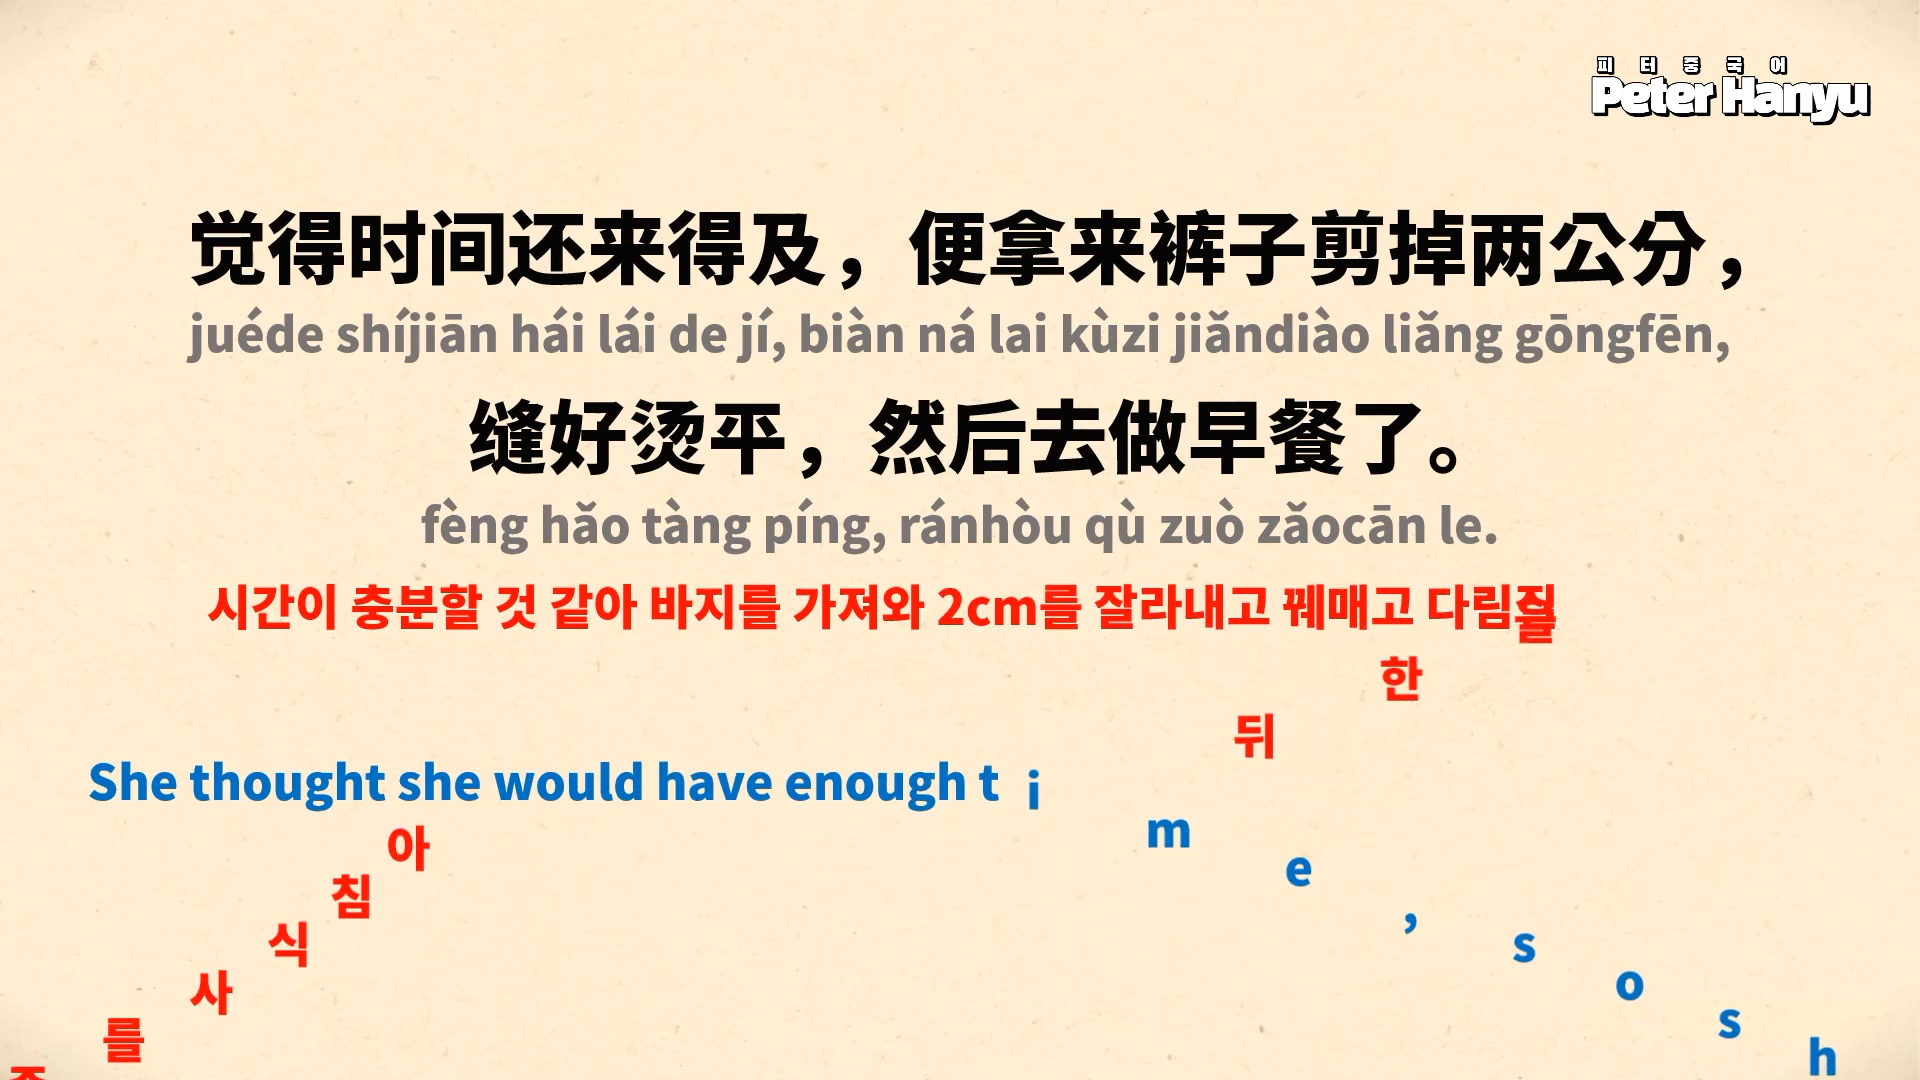 피터중국어
Peter Hanyu
觉得时间还来得及，便拿来裤子剪掉两公分，
juéde shíjiān hái lái de jí, biàn ná lai kùzi jiǎndiào liǎng gōngfēn,
缝好烫平，然后去做早餐了。
fèng hǎo tàng píng, ránhòu qù zuò zǎocān le.
시간이 충분할 것 같아 바지를 가져와 2cm를 잘라내고 꿰매고 다림질을 한 뒤
아침식사를
She thought she would have enough time, so sh